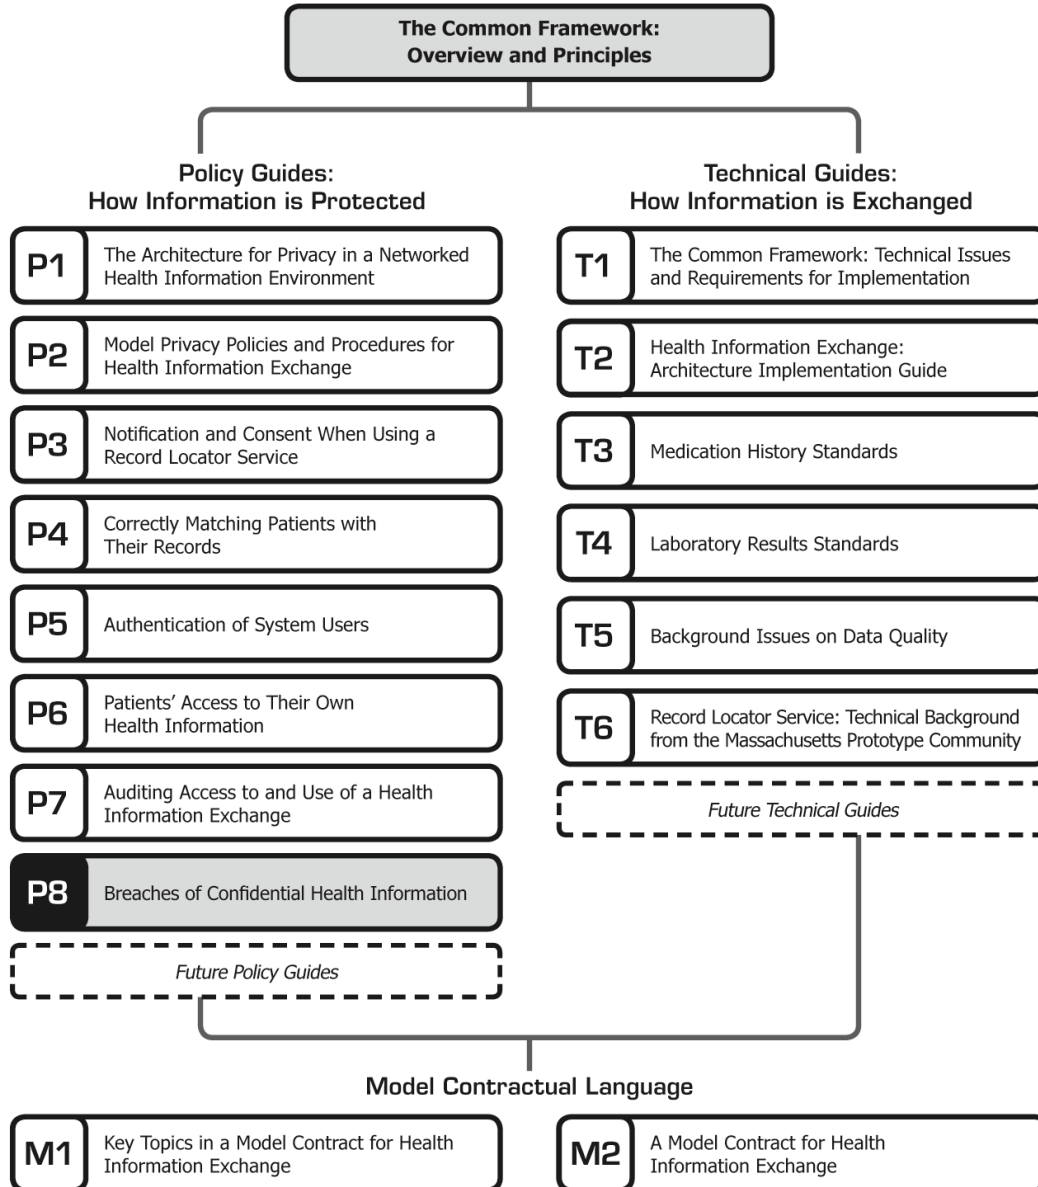 The Common Framework:
Overview and Principles
Policy Guides:
How Information is Protected
P1
The Architecture for Privacy in a Networked
Health Information Environment
P2
Model Privacy Policies and Procedures for
Health Information Exchange
P3
Notification and Consent When Using a
Record Locator Service
P4
Correctly Matching Patients with
Their Records
P5
Authentication of System Users
P6
Patients’ Access to Their Own
Health Information
P7
Auditing Access to and Use of a Health
Information Exchange
P8
Breaches of Confidential Health Information
Future Policy Guides
Technical Guides:
How Information is Exchanged
T1
The Common Framework: Technical Issues
and Requirements for Implementation
T2
Health Information Exchange:
Architecture Implementation Guide
T3
Medication History Standards
T4
Laboratory Results Standards
T5
Background Issues on Data Quality
T6
Record Locator Service: Technical Background
from the Massachusetts Prototype Community
Future Technical Guides
Model Contractual Language
M1
Key Topics in a Model Contract for Health
Information Exchange
M2
A Model Contract for Health
Information Exchange